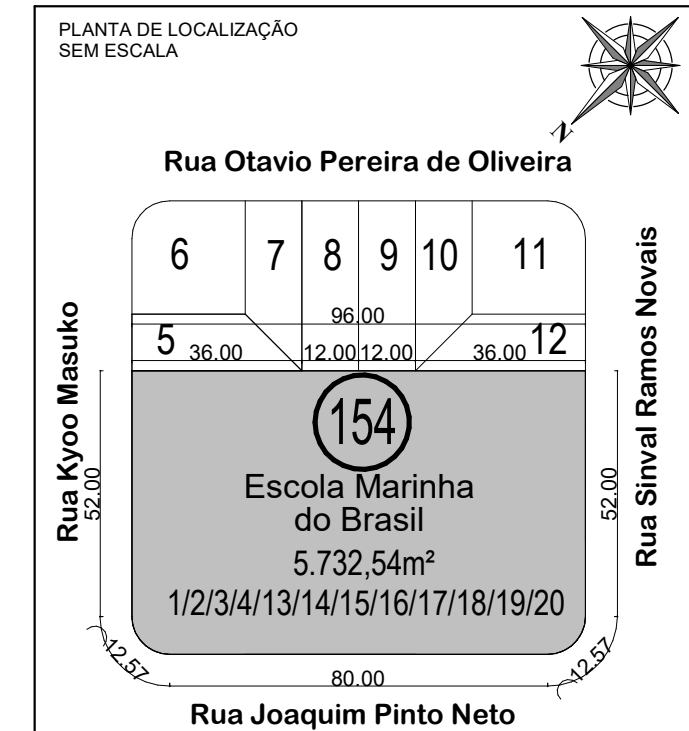 PLANTA DE LOCALIZAÇÃO
SEM ESCALA
N
Rua Otavio Pereira de Oliveira
6
7
8
9
10
11
96.00
5
36.00
12.00
12.00
36.00
12
154
Rua Kyoo Masuko
52.00
Escola Marinha
do Brasil
5.732,54m²
1/2/3/4/13/14/15/16/17/18/19/20
52.00
Rua Sinval Ramos Novais
12.57
80.00
12.57
Rua Joaquim Pinto Neto